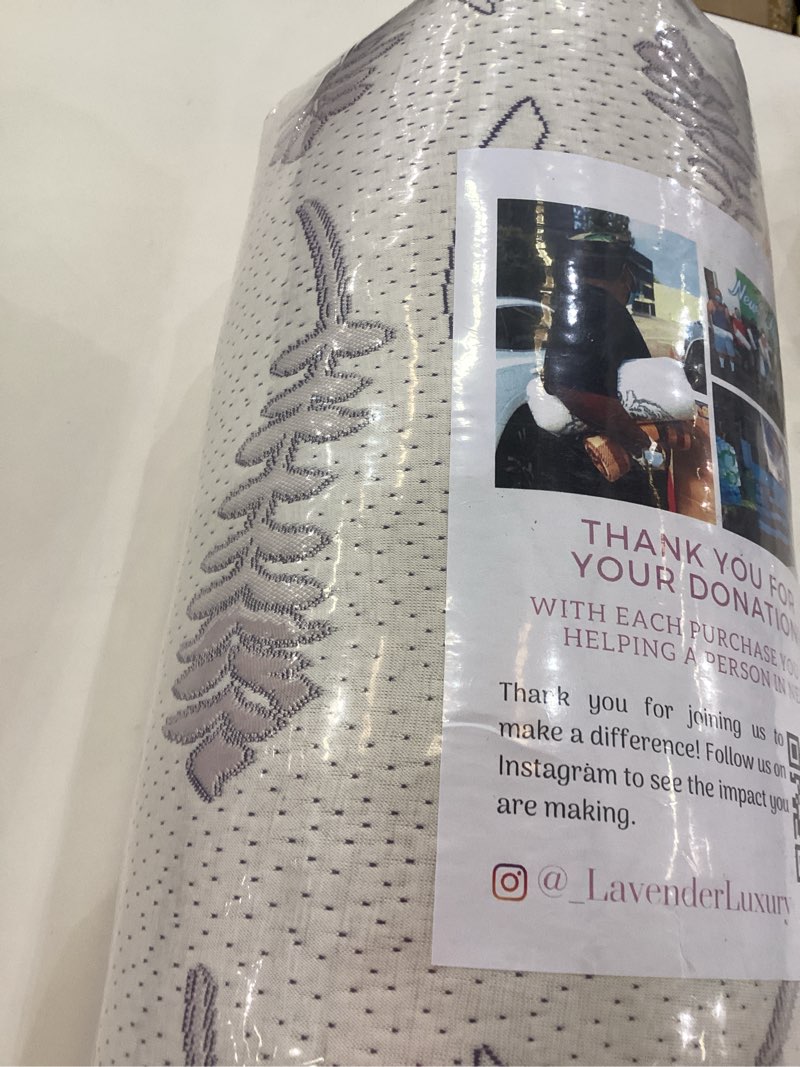 New
THANK YOU FOR
YOUR DONATION
WITH EACH PURCHASE YOU
HELPING A PERSON IN
Thank you for joining us to
make a difference! Follow us on
Instagram to see the impact you
are making.
@_LavenderLuxury